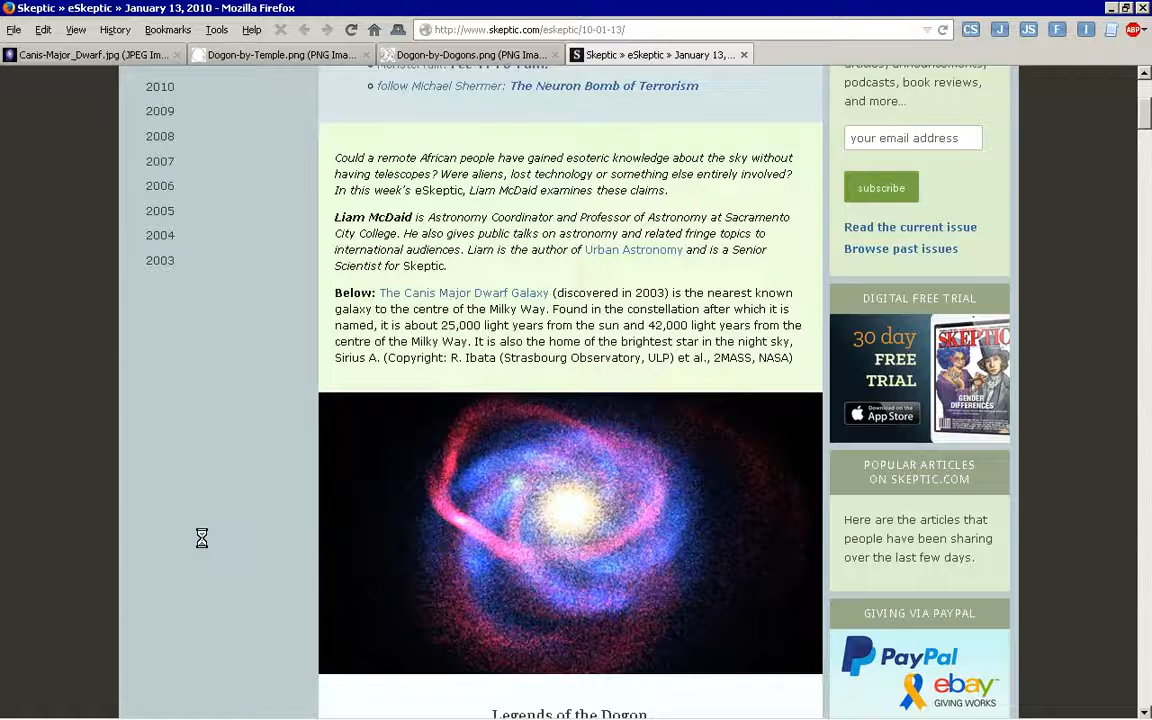 Skeptic » eSkeptic » January 13, 2010 - Mozilla Firefox
File Edit View History Bookmarks Tools Help
http://www.skeptic.com/eskeptic/10-01-13/
CS J JS F I ABP
Canis-Major_Dwarf.jpg (JPEG Im...
Dogon-by-Temple.png (PNG Ima...
Dogon-by-Dogons.png (PNG Ima...
S Skeptic » eSkeptic » January 13,...
2010
2009
2008
2007
2006
2005
2004
2003
follow Michael Shermer: The Neuron Bomb of Terrorism
Could a remote African people have gained esoteric knowledge about the sky without
having telescopes? Were aliens, lost technology or something else entirely involved?
In this week's eSkeptic, Liam McDaid examines these claims.
Liam McDaid is Astronomy Coordinator and Professor of Astronomy at Sacramento
City College. He also gives public talks on astronomy and related fringe topics to
international audiences. Liam is the author of Urban Astronomy and is a Senior
Scientist for Skeptic.
Below: The Canis Major Dwarf Galaxy (discovered in 2003) is the nearest known
galaxy to the centre of the Milky Way. Found in the constellation after which it is
named, it is about 25,000 light years from the sun and 42,000 light years from the
centre of the Milky Way. It is also the home of the brightest star in the night sky,
Sirius A. (Copyright: R. Ibata (Strasbourg Observatory, ULP) et al., 2MASS, NASA)
Legends of the Dogon
articles, announcements,
podcasts, book reviews,
and more...
your email address
subscribe
Read the current issue
Browse past issues
DIGITAL FREE TRIAL
30 day
FREE
TRIAL
Download on the
App Store
SKEPTIC
GENDER
DIFFERENCES
POPULAR ARTICLES
ON SKEPTIC.COM
Here are the articles that
people have been sharing
over the last few days.
GIVING VIA PAYPAL
PayPal
ebay
GIVING WORKS